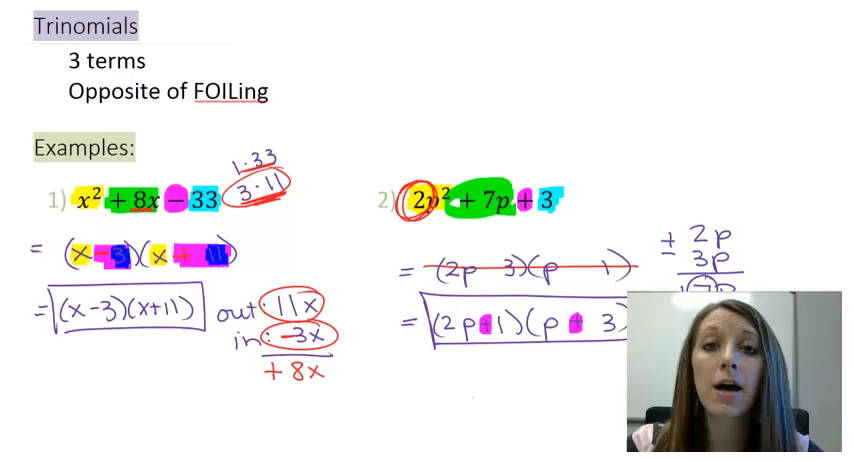 Trinomials
3 terms
Opposite of FOILing
Examples:
1) x² + 8x − 33
1·33
3·11
= (x − 3)(x + 11)
= (x−3)(x+11)
out: 11x
in: −3x
+8x
2) 2p² + 7p + 3
= (2p 3)(p 1)
± 2p
3p
= (2p+1)(p + 3